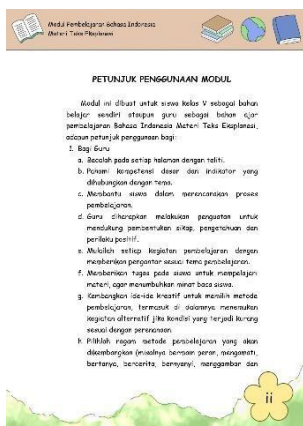 Modul Pembelajaran Bahasa Indonesia
Materi Teks Eksplanasi
PETUNJUK PENGGUNAAN MODUL
Modul ini dibuat untuk siswa kelas V sebagai bahan
belajar sendiri ataupun guru sebagai bahan ajar
pembelajaran Bahasa Indonesia Materi Teks Eksplanasi,
adapun petunjuk penggunaan bagi:
1. Bagi Guru
a. Bacalah pada setiap halaman dengan teliti.
b. Pahami kompetensi dasar dan indikator yang
dihubungkan dengan tema.
c. Membantu siswa dalam merencanakan proses
pembelajaran.
d. Guru diharapkan melakukan penguatan untuk
mendukung pembentukan sikap, pengetahuan dan
perilaku positif.
e. Mulailah setiap kegiatan pembelajaran dengan
memberikan pengantar sesuai tema pembelajaran.
f. Memberikan tugas pada siswa untuk mempelajari
materi, agar menumbuhkan minat baca siswa.
g. Kembangkan ide-ide kreatif untuk memilih metode
pembelajaran, termasuk di dalamnya menemukan
kegiatan alternatif jika kondisi yang terjadi kurang
sesuai dengan perencanaan.
h. Pilihlah ragam metode pembelajaran yang akan
dikembangkan (misalnya bermain peran, mengamati,
bertanya, bercerita, bernyanyi, menggambar dan
ii